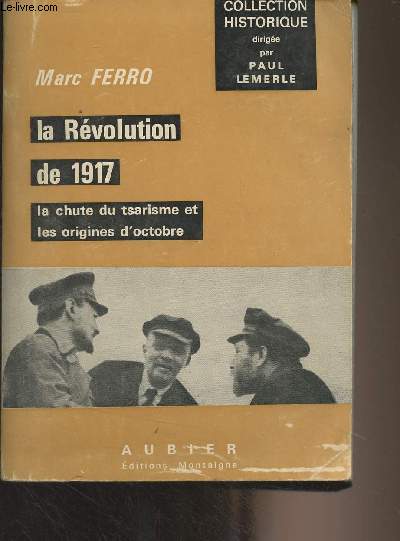 Le-livre.com
COLLECTION
HISTORIQUE
dirigée
par
PAUL
LEMERLE
Marc FERRO
la Révolution
de 1917
la chute du tsarisme et
les origines d'octobre
AUBIER
Éditions Montaigne